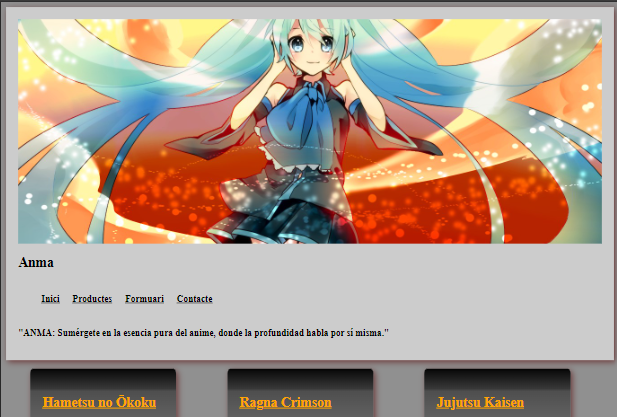 Anma
Inici Productes Formuari Contacte
"ANMA: Sumérgete en la esencia pura del anime, donde la profundidad habla por sí misma."
Hametsu no Ōkoku Ragna Crimson Jujutsu Kaisen